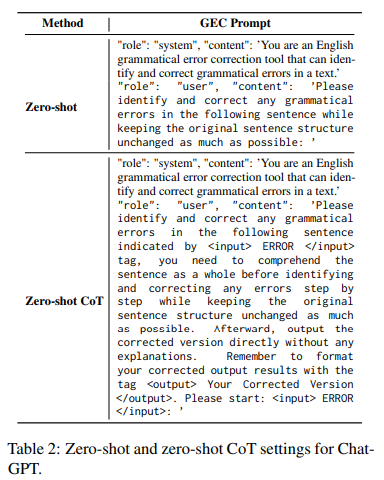 Method GEC Prompt
"role": "system", "content": 'You are an English
grammatical error correction tool that can iden-
tify and correct grammatical errors in a text.'
"role": "user", "content": 'Please
identify and correct any grammatical
errors in the following sentence while
keeping the original sentence structure
unchanged as much as possible: '
Zero-shot
"role": "system", "content": 'You are an English
grammatical error correction tool that can iden-
tify and correct grammatical errors in a text.'
"role": "user", "content": 'Please
identify and correct any grammatical
errors in the following sentence
indicated by <input> ERROR </input>
tag, you need to comprehend the
sentence as a whole before identifying
and correcting any errors step by
step while keeping the original
sentence structure unchanged as much
as possible. Afterward, output the
corrected version directly without any
explanations. Remember to format
your corrected output results with the
tag <output> Your Corrected Version
</output>. Please start: <input> ERROR
</input>: '
Zero-shot CoT
Table 2: Zero-shot and zero-shot CoT settings for Chat-
GPT.